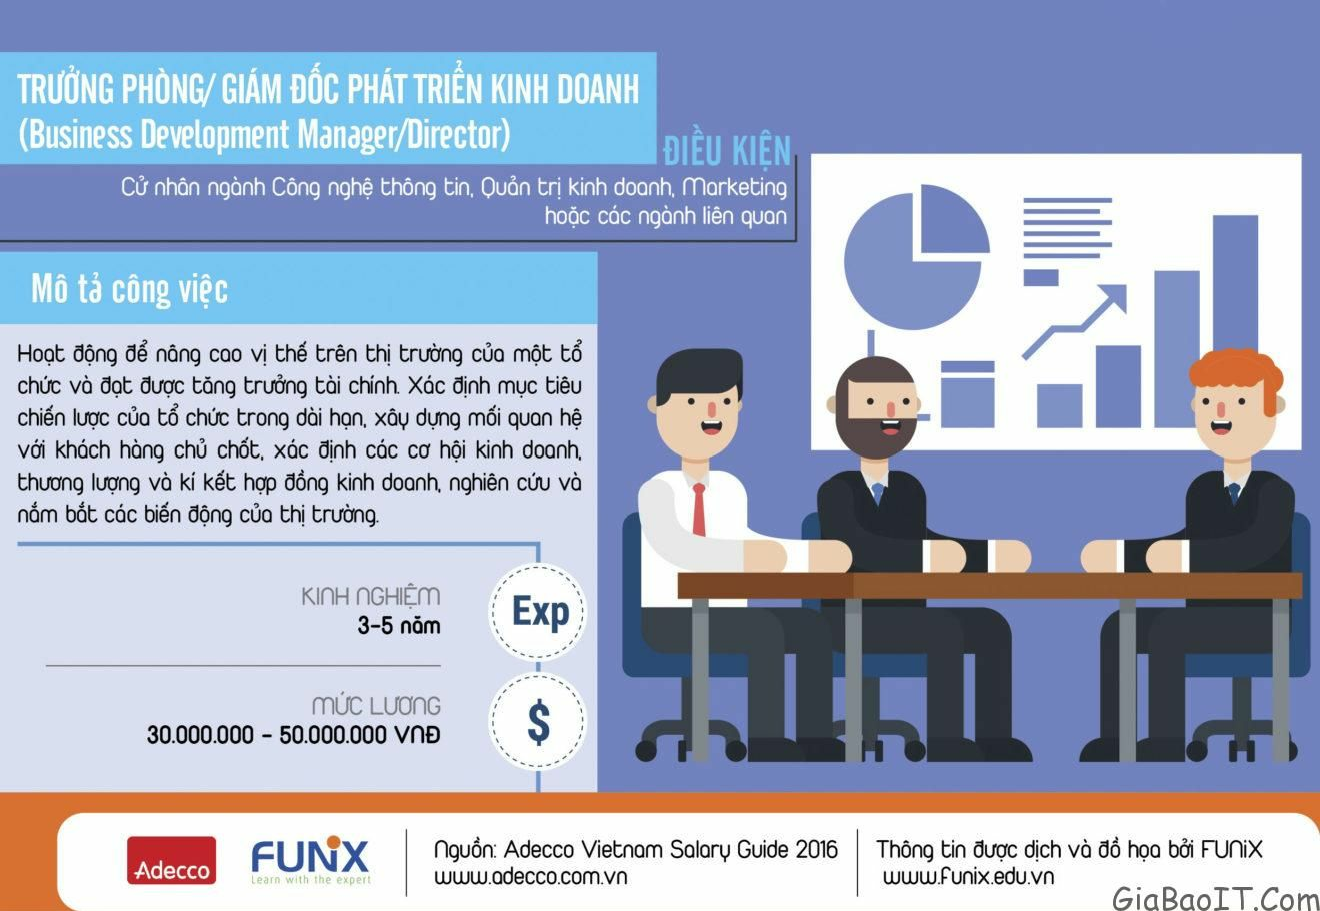 TRƯỞNG PHÒNG/ GIÁM ĐỐC PHÁT TRIỂN KINH DOANH
(Business Development Manager/Director)
ĐIỀU KIỆN
Cử nhân ngành Công nghệ thông tin, Quản trị kinh doanh, Marketing
hoặc các ngành liên quan
Mô tả công việc
Hoạt động để nâng cao vị thế trên thị trường của một tổ
chức và đạt được tăng trưởng tài chính. Xác định mục tiêu
chiến lược của tổ chức trong dài hạn, xây dựng mối quan hệ
với khách hàng chủ chốt, xác định các cơ hội kinh doanh,
thương lượng và kí kết hợp đồng kinh doanh, nghiên cứu và
nắm bắt các biến động của thị trường.
KINH NGHIỆM
3-5 năm
Exp
MỨC LƯƠNG
30.000.000 - 50.000.000 VNĐ
$
Adecco
FUNiX
Learn with the expert
Nguồn: Adecco Vietnam Salary Guide 2016
www.adecco.com.vn
Thông tin được dịch và đồ họa bởi FUNiX
www.funix.edu.vn
GiaBaoIT.Com